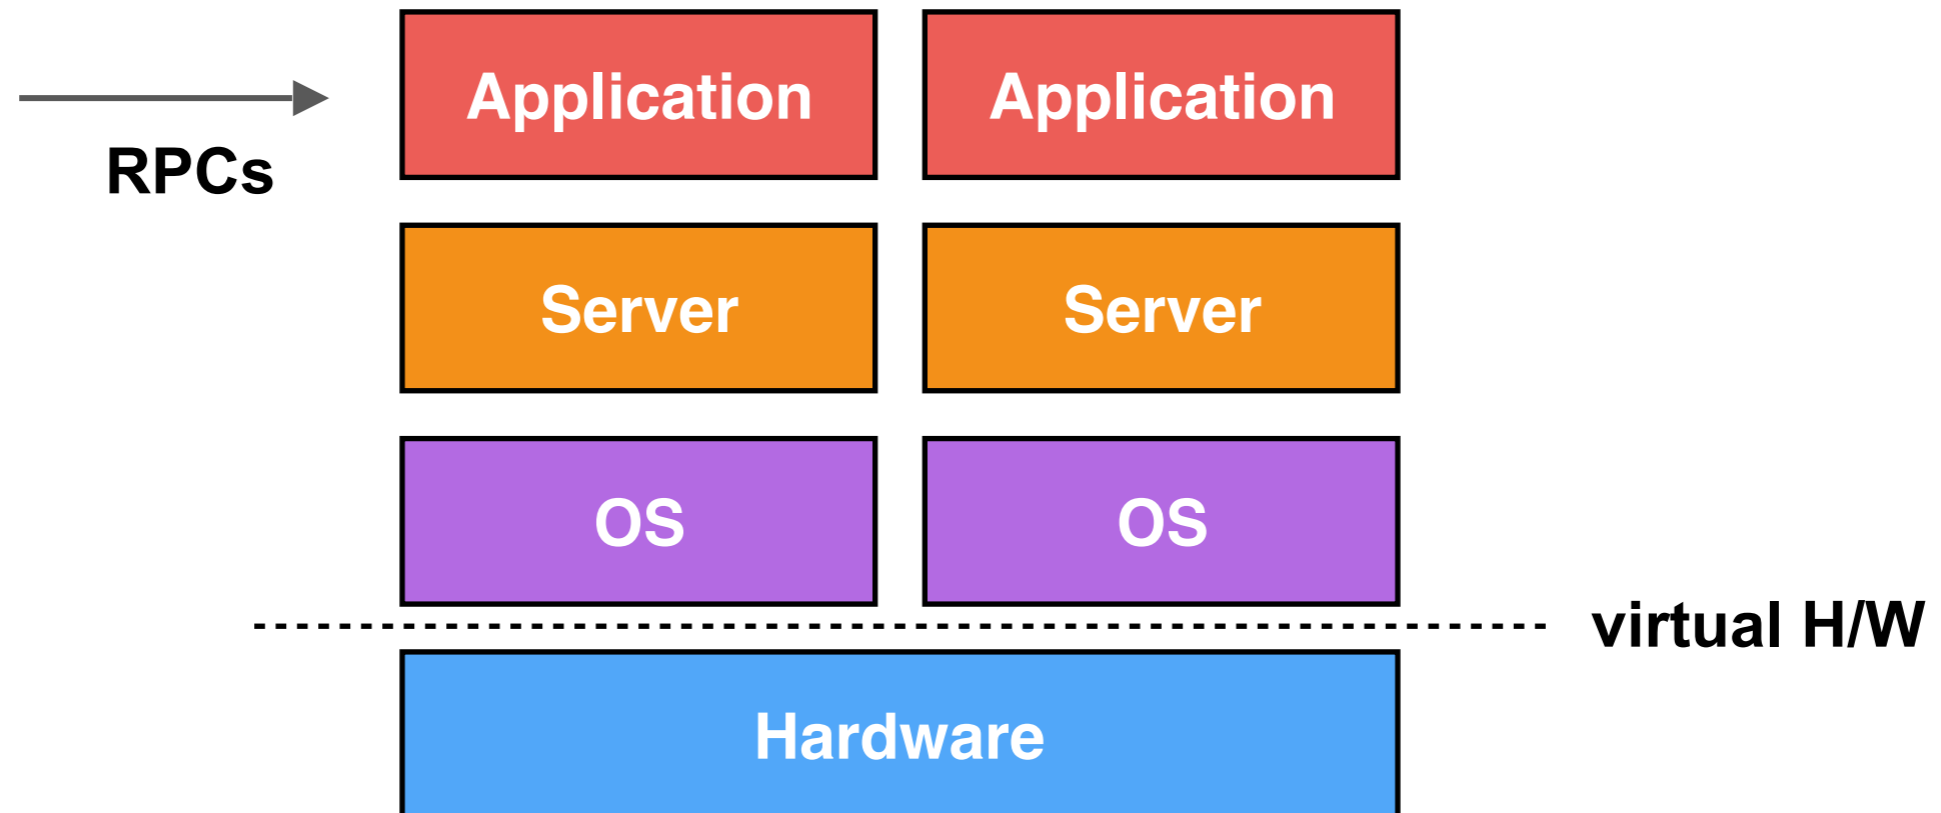 Application
Application
RPCs
Server
Server
OS
OS
virtual H/W
Hardware